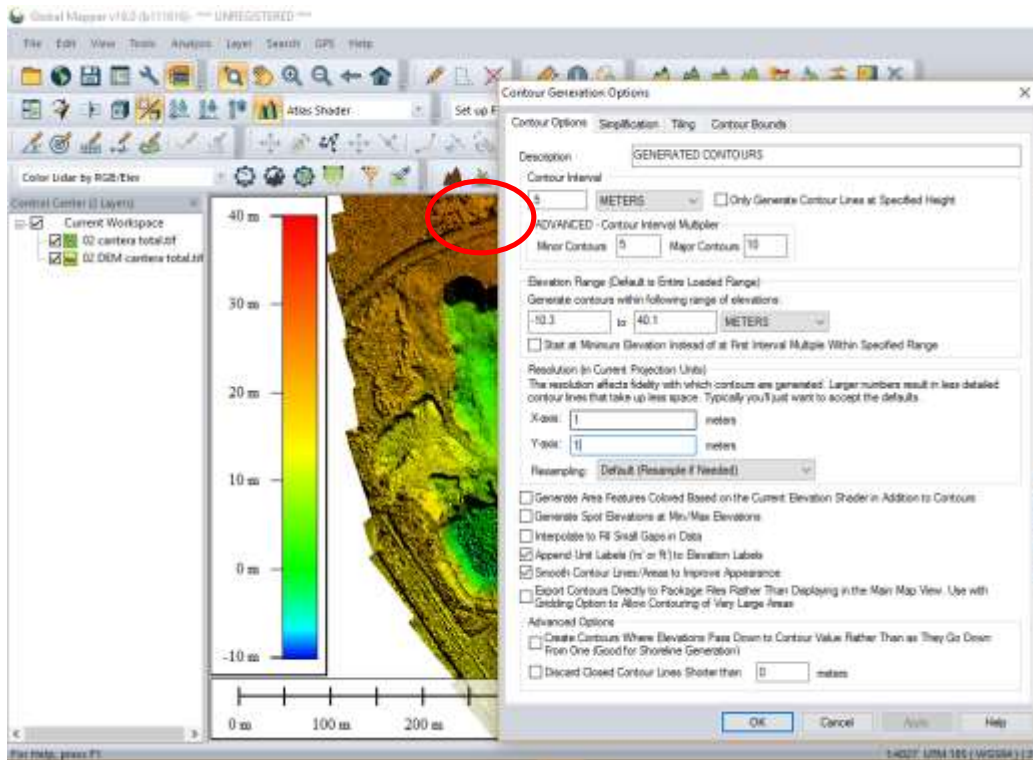 Global Mapper v18.0 (b111616) - *** UNREGISTERED ***
File Edit View Tools Analysis Layer Search GPS Help
Atlas Shader
Set up F
Color Lidar by RGB/Elev
Control Center (2 Layers)
Current Workspace
02 cantera total.tif
02 DEM cantera total.tif
40 m
30 m
20 m
10 m
0 m
-10 m
0 m 100 m 200 m
Contour Generation Options
Contour Options Simplification Tiling Contour Bounds
Description GENERATED CONTOURS
Contour Interval
5 METERS Only Generate Contour Lines at Specified Height
ADVANCED - Contour Interval Multiplier
Minor Contours 5 Major Contours 10
Elevation Range (Default is Entire Loaded Range)
Generate contours within following range of elevations:
-10.3 to 40.1 METERS
Start at Minimum Elevation Instead of at First Interval Multiple Within Specified Range
Resolution (in Current Projection Units)
The resolution affects fidelity with which contours are generated. Larger numbers result in less detailed
contour lines that take up less space. Typically you'll just want to accept the defaults.
X-axis: 1 meters
Y-axis: 1 meters
Resampling: Default (Resample if Needed)
Generate Area Features Colored Based on the Current Elevation Shader in Addition to Contours
Generate Spot Elevations at Min/Max Elevations
Interpolate to Fill Small Gaps in Data
Append Unit Labels (m' or ft') to Elevation Labels
Smooth Contour Lines/Areas to Improve Appearance
Export Contours Directly to Package Files Rather Than Displaying in the Main Map View. Use with
Gridding Option to Allow Contouring of Very Large Areas
Advanced Options
Create Contours Where Elevations Pass Down to Contour Value Rather Than as They Go Down
From One (Good for Shoreline Generation)
Discard Closed Contour Lines Shorter than 0 meters
OK Cancel Apply Help
For Help, press F1
1:4027 UTM 18S ( WGS84 )